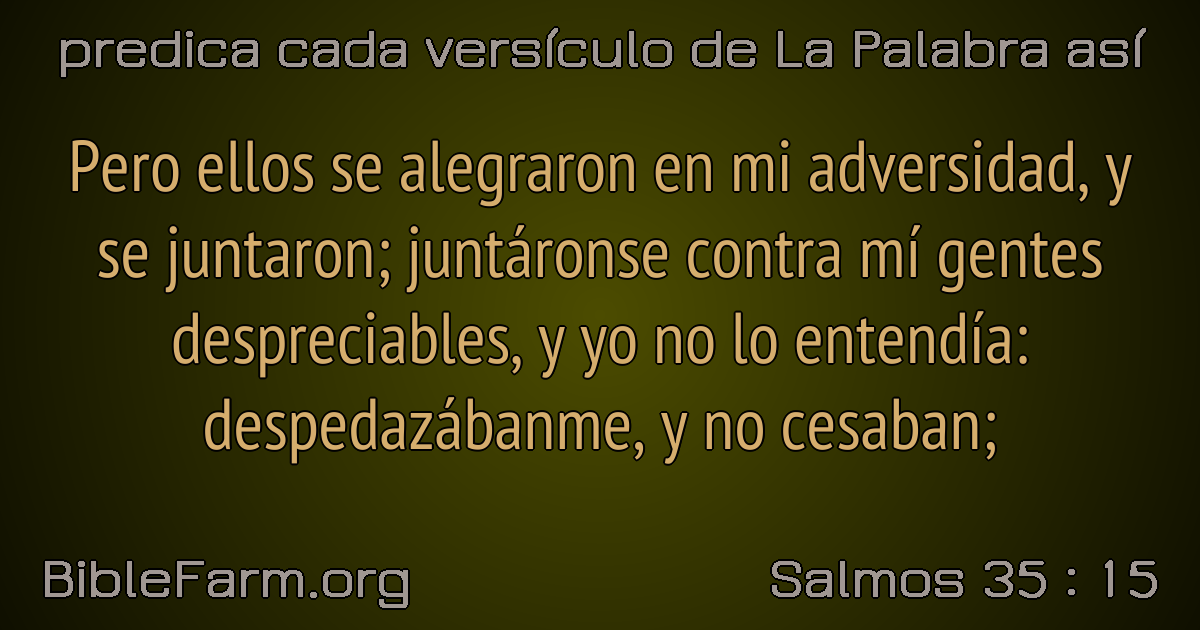 predica cada versículo de La Palabra así
Pero ellos se alegraron en mi adversidad, y
se juntaron; juntáronse contra mí gentes
despreciables, y yo no lo entendía:
despedazábanme, y no cesaban;
BibleFarm.org
Salmos 35 : 15